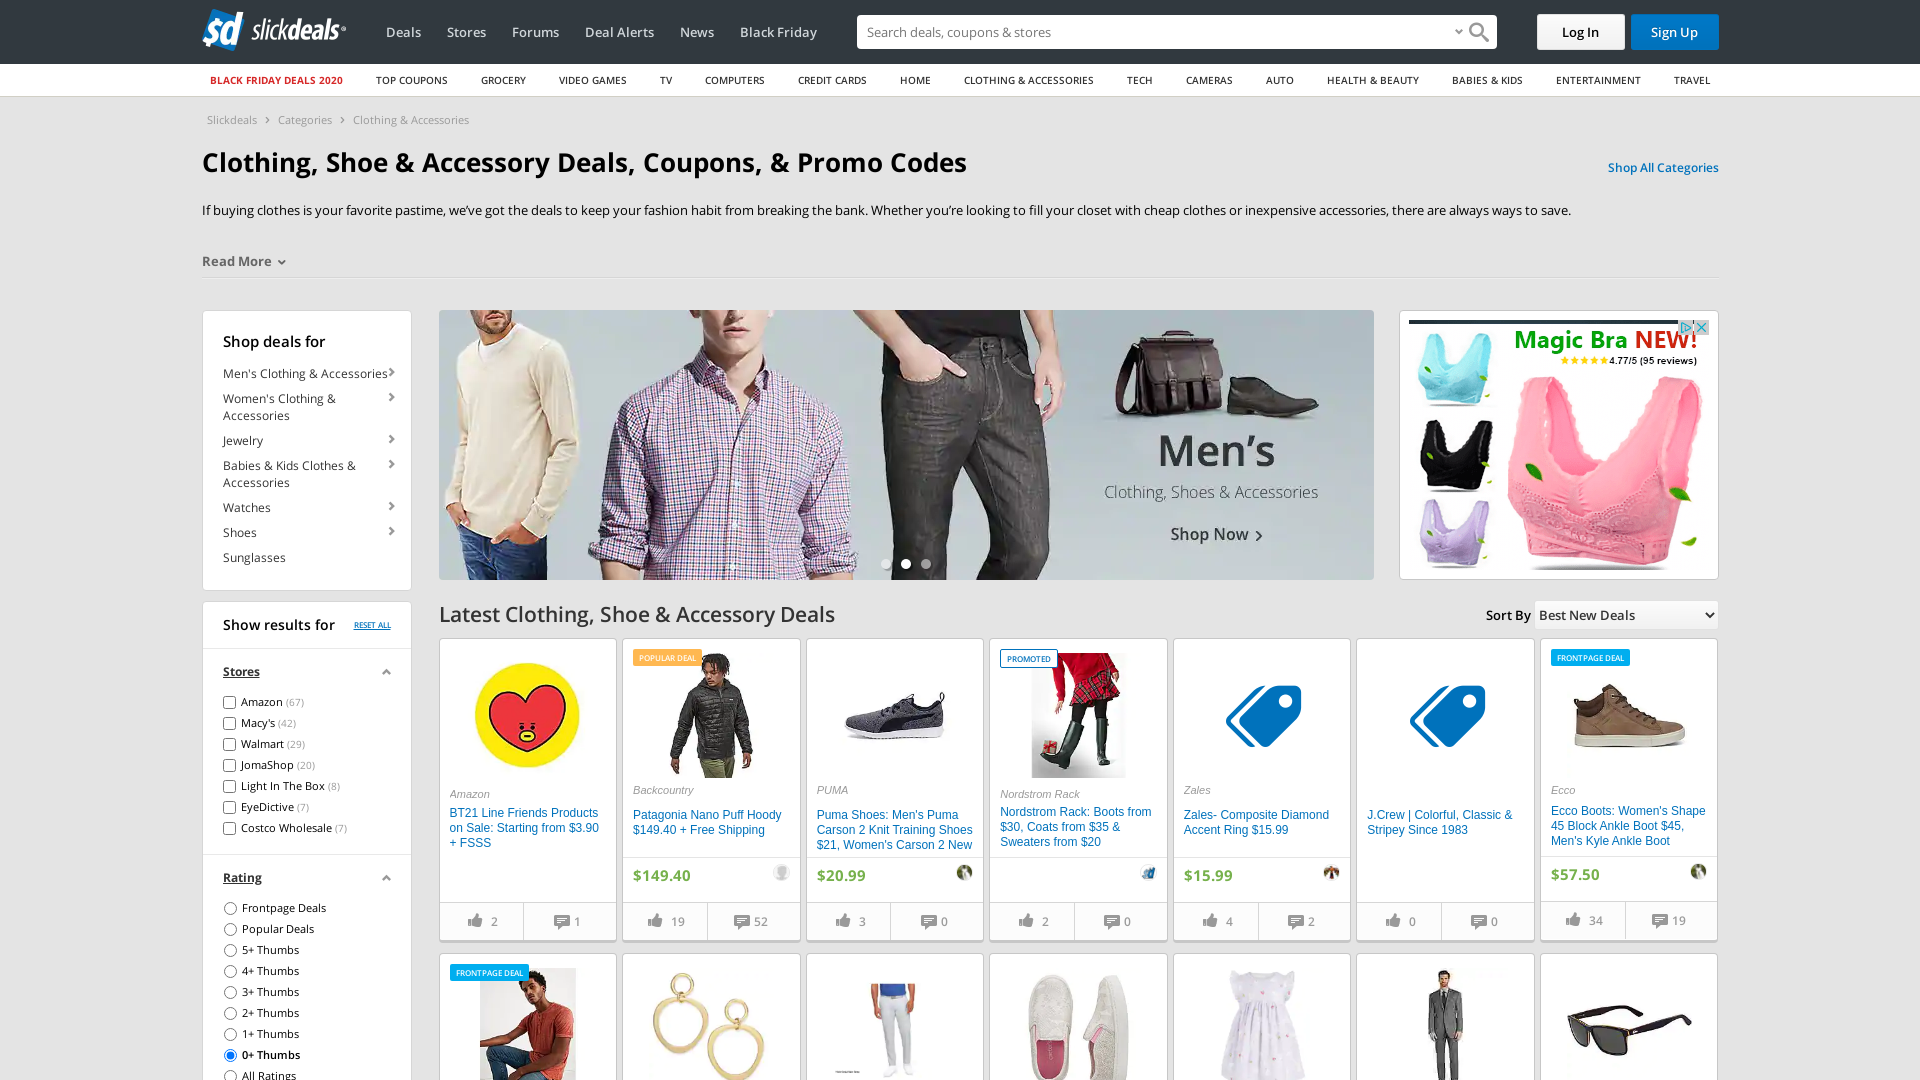 slickdeals
Deals
Stores
Forums
Deal Alerts
News
Black Friday
Search deals, coupons & stores
Log In
Sign Up
BLACK FRIDAY DEALS 2020
TOP COUPONS
GROCERY
VIDEO GAMES
TV
COMPUTERS
CREDIT CARDS
HOME
CLOTHING & ACCESSORIES
TECH
CAMERAS
AUTO
HEALTH & BEAUTY
BABIES & KIDS
ENTERTAINMENT
TRAVEL
Slickdeals > Categories > Clothing & Accessories
Clothing, Shoe & Accessory Deals, Coupons, & Promo Codes
Shop All Categories
If buying clothes is your favorite pastime, we've got the deals to keep your fashion habit from breaking the bank. Whether you're looking to fill your closet with cheap clothes or inexpensive accessories, there are always ways to save.
Read More
Shop deals for
Men's Clothing & Accessories
Women's Clothing &
Accessories
Jewelry
Babies & Kids Clothes &
Accessories
Watches
Shoes
Sunglasses
Men's
Clothing, Shoes & Accessories
Shop Now >
Magic Bra NEW!
4.77/5 (95 reviews)
Show results for
RESET ALL
Stores
Amazon (67)
Macy's (42)
Walmart (29)
JomaShop (20)
Light In The Box (8)
EyeDictive (7)
Costco Wholesale (7)
Rating
Frontpage Deals
Popular Deals
5+ Thumbs
4+ Thumbs
3+ Thumbs
2+ Thumbs
1+ Thumbs
0+ Thumbs
All Ratings
Latest Clothing, Shoe & Accessory Deals
Sort By
Best New Deals
Amazon
BT21 Line Friends Products
on Sale: Starting from $3.90
+ FSSS
2
1
POPULAR DEAL
Backcountry
Patagonia Nano Puff Hoody
$149.40 + Free Shipping
$149.40
19
52
PUMA
Puma Shoes: Men's Puma
Carson 2 Knit Training Shoes
$21, Women's Carson 2 New
$20.99
3
0
PROMOTED
Nordstrom Rack
Nordstrom Rack: Boots from
$30, Coats from $35 &
Sweaters from $20
2
0
Zales
Zales- Composite Diamond
Accent Ring $15.99
$15.99
4
2
J.Crew | Colorful, Classic &
Stripey Since 1983
0
0
FRONTPAGE DEAL
Ecco
Ecco Boots: Women's Shape
45 Block Ankle Boot $45,
Men's Kyle Ankle Boot
$57.50
34
19
FRONTPAGE DEAL